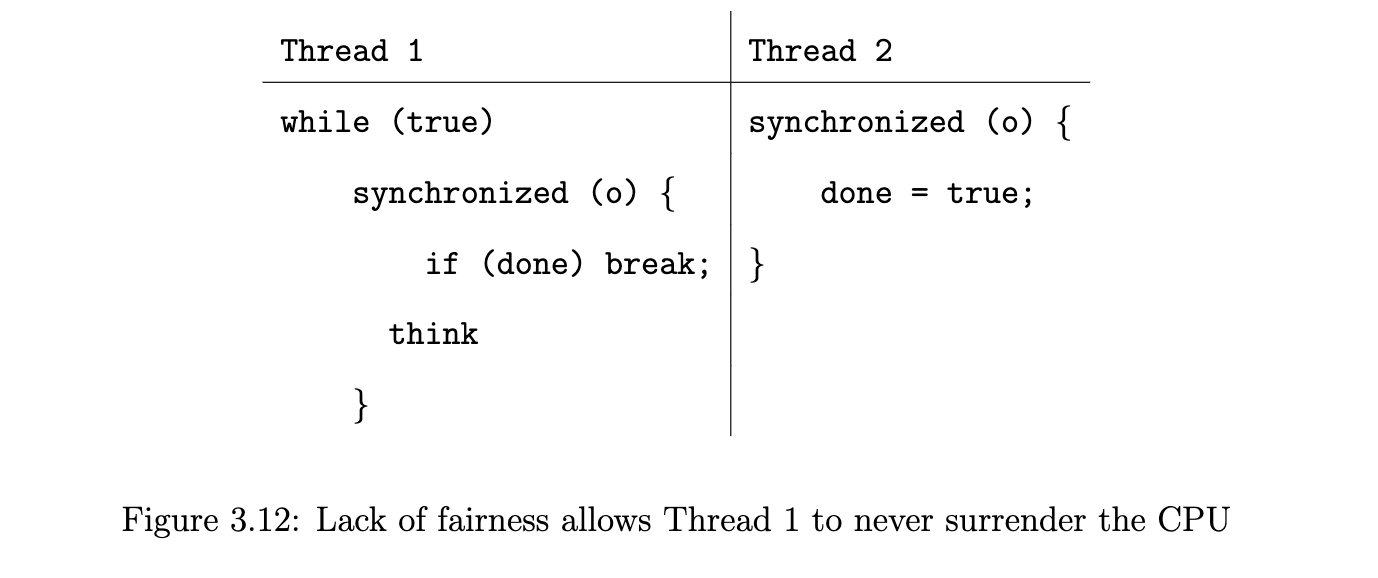 Thread 1 Thread 2
while (true) synchronized (o) {
synchronized (o) { done = true;
if (done) break; }
think
}
Figure 3.12: Lack of fairness allows Thread 1 to never surrender the CPU